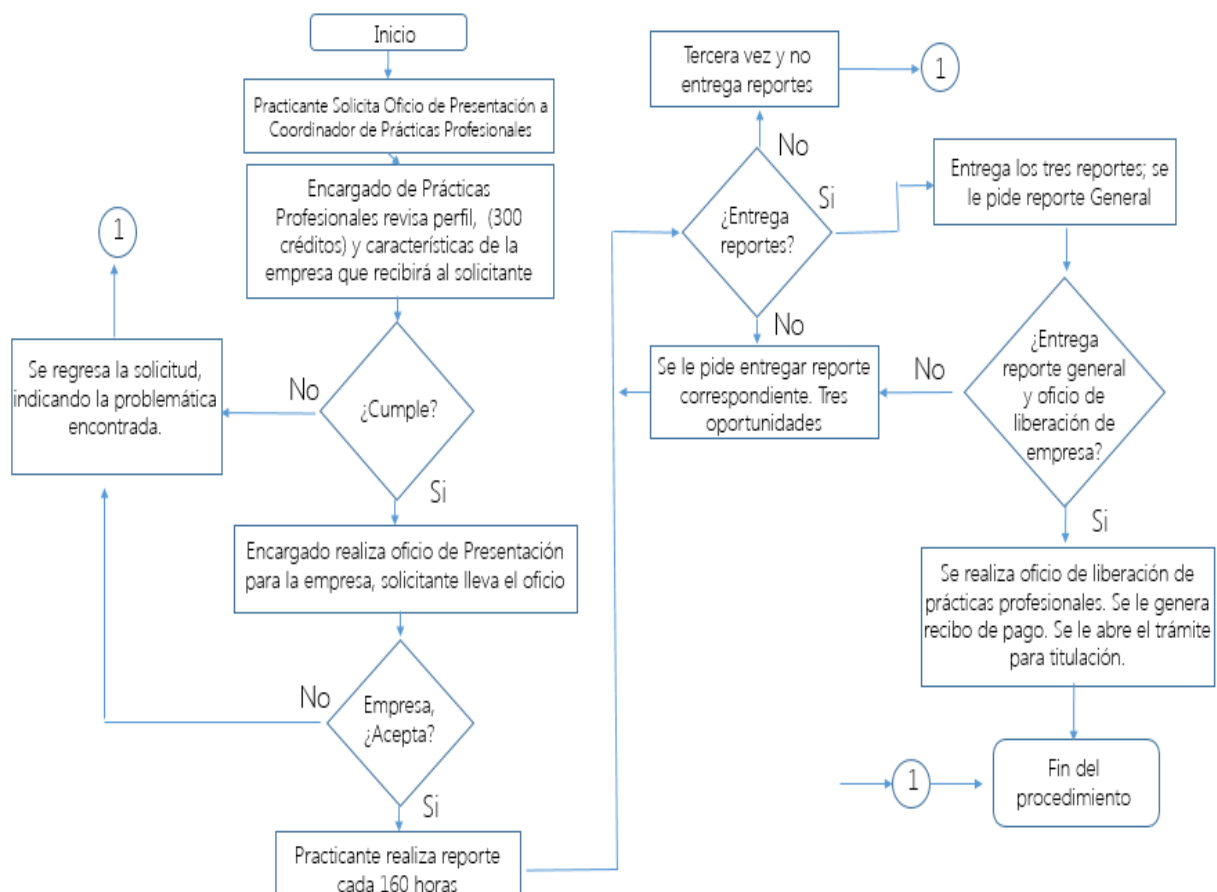 Inicio
Practicante Solicita Oficio de Presentación a
Coordinador de Prácticas Profesionales
Encargado de Prácticas
Profesionales revisa perfil, (300
créditos) y características de la
empresa que recibirá al solicitante
1
Se regresa la solicitud,
indicando la problemática
encontrada.
No
¿Cumple?
Si
Encargado realiza oficio de Presentación
para la empresa, solicitante lleva el oficio
No
Empresa,
¿Acepta?
Si
Practicante realiza reporte
cada 160 horas
Tercera vez y no
entrega reportes
1
No
¿Entrega
reportes?
Si
No
Se le pide entregar reporte
correspondiente. Tres
oportunidades
Entrega los tres reportes; se
le pide reporte General
No
¿Entrega
reporte general
y oficio de
liberación de
empresa?
Si
Se realiza oficio de liberación de
prácticas profesionales. Se le genera
recibo de pago. Se le abre el trámite
para titulación.
1
Fin del
procedimiento